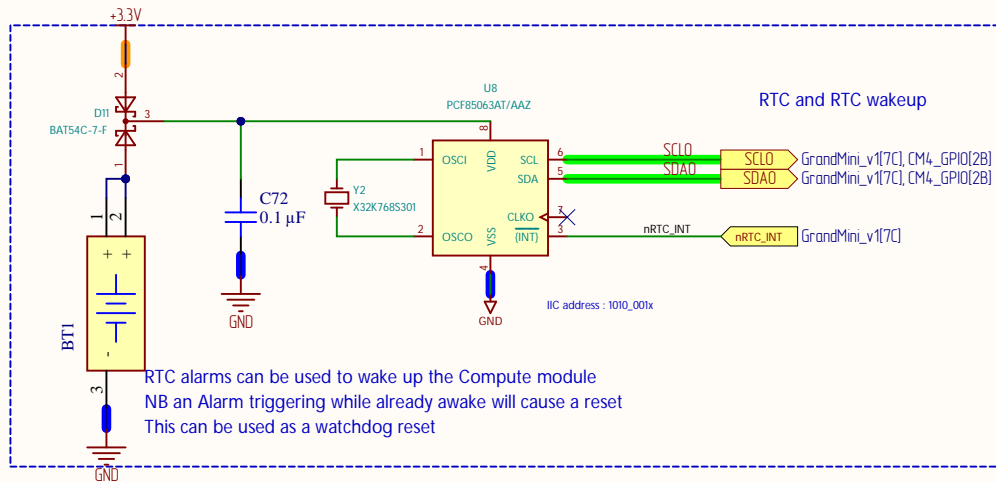 +3.3V
2
D11
BAT54C-7-F
3
1
1
2
+ +
BT1
-
3
GND
C72
0.1 µF
GND
Y2
X32K768S301
U8
PCF85063AT/AAZ
8
VDD
1
OSCI
2
OSCO
SCL
6
SDA
5
CLKO
7
(INT)
3
VSS
4
GND
RTC and RTC wakeup
SCL0
SCL0
GrandMini_v1[7C], CM4_GPIO[2B]
SDA0
SDA0
GrandMini_v1[7C], CM4_GPIO[2B]
nRTC_INT
nRTC_INT
GrandMini_v1[7C]
IIC address : 1010_001x
RTC alarms can be used to wake up the Compute module
NB an Alarm triggering while already awake will cause a reset
This can be used as a watchdog reset